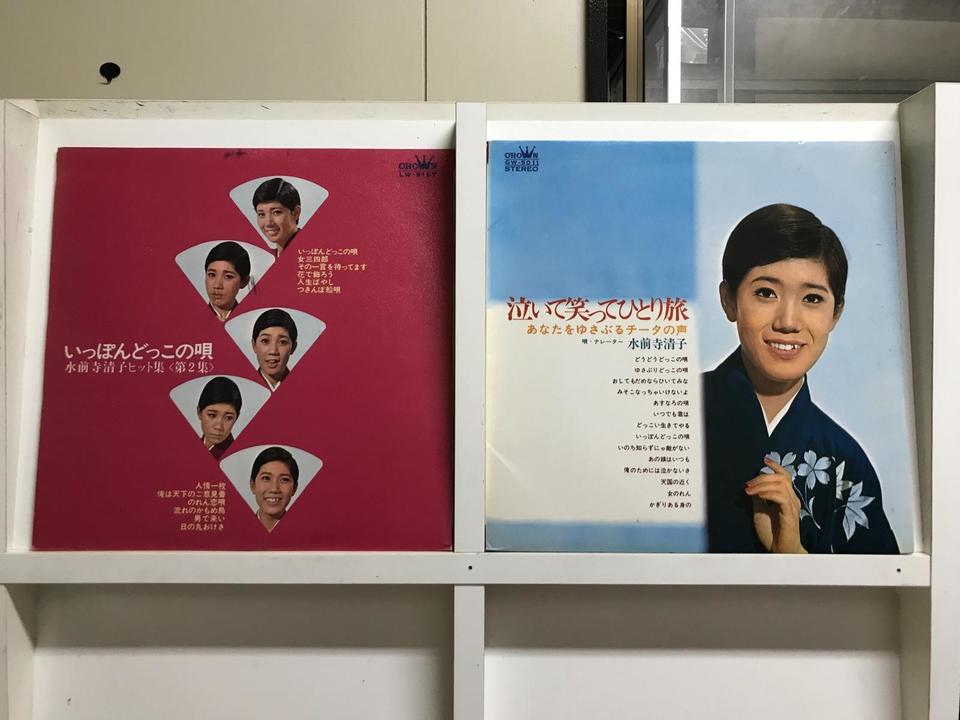 CROWN
LW-5157
いっぽんどっこの唄
女三四郎
その一言を待ってます
花で飾ろう
人生ばやし
つきんぼ船唄
いっぽんどっこの唄
水前寺清子ヒット集〈第2集〉
人情一枚
俺は天下のご意見番
のれん恋唄
流れのかもめ鳥
男で来い
日の丸おけさ
CROWN
GW-5011
STEREO
泣いて笑ってひとり旅
あなたをゆさぶるチータの声
唄・ナレーター 水前寺清子
どうどうどっこの唄
ゆさぶりどっこの唄
おしてもだめならひいてみな
みそこなっちゃいけないよ
あすなろの唄
いつでも君は
どっこい生きてやる
いっぽんどっこの唄
いのち知らずにゃ敵がない
あの娘はいつも
俺のためには泣かないさ
天国の近く
女のれん
かぎりある身の